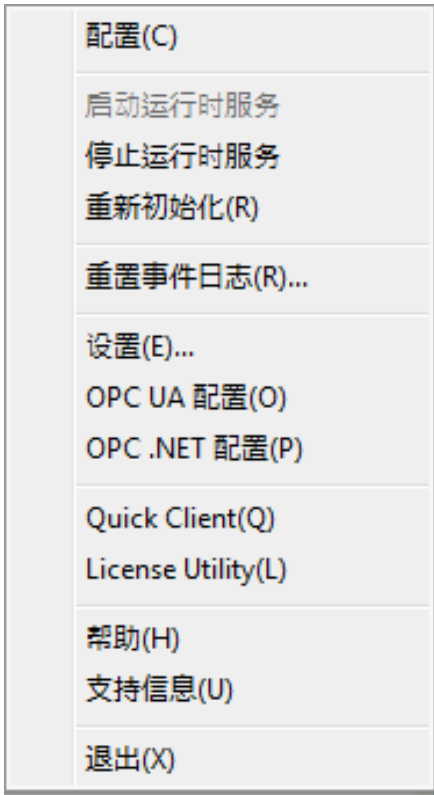 配置(C)
启动运行时服务
停止运行时服务
重新初始化(R)
重置事件日志(R)...
设置(E)...
OPC UA 配置(O)
OPC .NET 配置(P)
Quick Client(Q)
License Utility(L)
帮助(H)
支持信息(U)
退出(X)